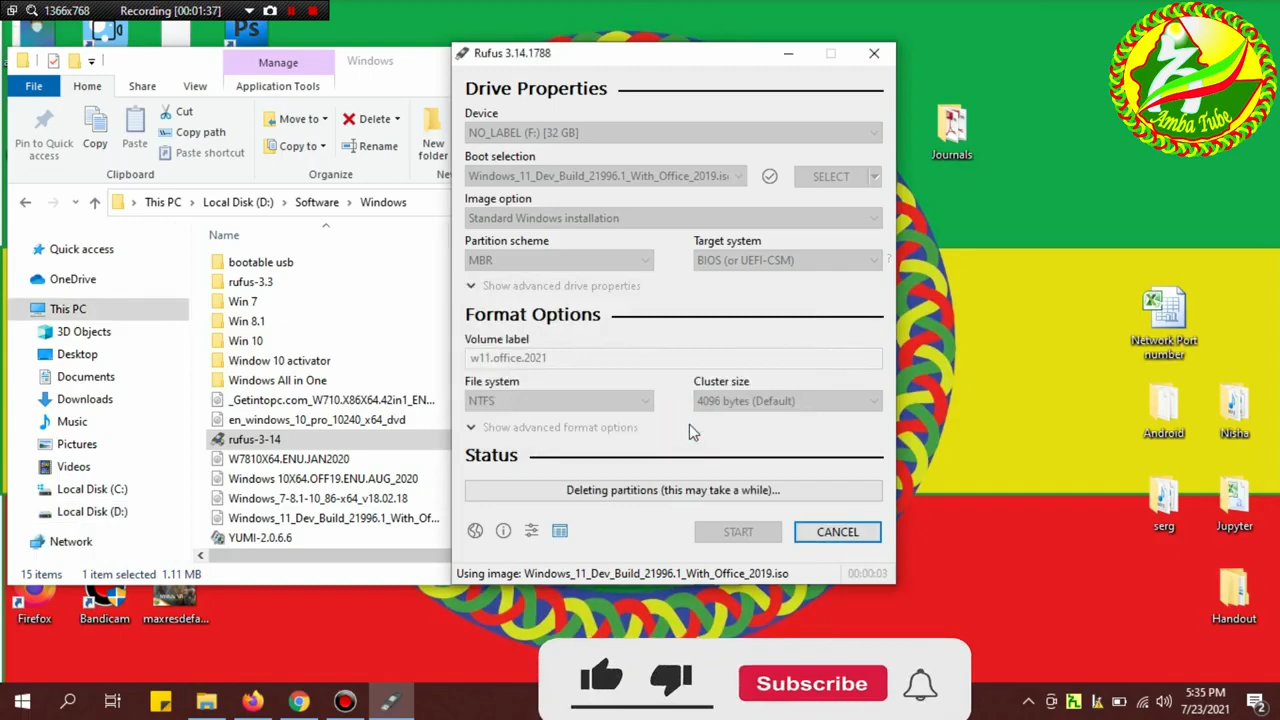 1366x768
Recording [00:01:37]
Ps
Manage
Windows
File
Home
Share
View
Application Tools
Pin to Quick
access
Copy
Paste
Cut
Copy path
Paste shortcut
Move to
Copy to
Delete
Rename
New
folder
Clipboard
Organize
This PC
Local Disk (D:)
Software
Windows
Quick access
OneDrive
This PC
3D Objects
Desktop
Documents
Downloads
Music
Pictures
Videos
Local Disk (C:)
Local Disk (D:)
Network
Name
bootable usb
rufus-3.3
Win 7
Win 8.1
Win 10
Window 10 activator
Windows All in One
_Getintopc.com_W710.X86X64.42in1_EN...
en_windows_10_pro_10240_x64_dvd
rufus-3-14
W7810X64.ENU.JAN2020
Windows 10X64.OFF19.ENU.AUG_2020
Windows_7-8.1-10_86-x64_v18.02.18
Windows_11_Dev_Build_21996.1_With_Of...
YUMI-2.0.6.6
15 items
1 item selected 1.11 MB
Rufus 3.14.1788
Drive Properties
Device
NO_LABEL (F:) [32 GB]
Boot selection
Windows_11_Dev_Build_21996.1_With_Office_2019.iso
SELECT
Image option
Standard Windows installation
Partition scheme
Target system
MBR
BIOS (or UEFI-CSM)
?
Show advanced drive properties
Format Options
Volume label
w11.office.2021
File system
Cluster size
NTFS
4096 bytes (Default)
Show advanced format options
Status
Deleting partitions (this may take a while)...
START
CANCEL
Using image: Windows_11_Dev_Build_21996.1_With_Office_2019.iso
00:00:03
Amba Tube
Journals
Network Port
number
Android
Nisha
serg
Jupyter
Handout
Firefox
Bandicam
maxresdefa...
Subscribe
5:35 PM
7/23/2021
2